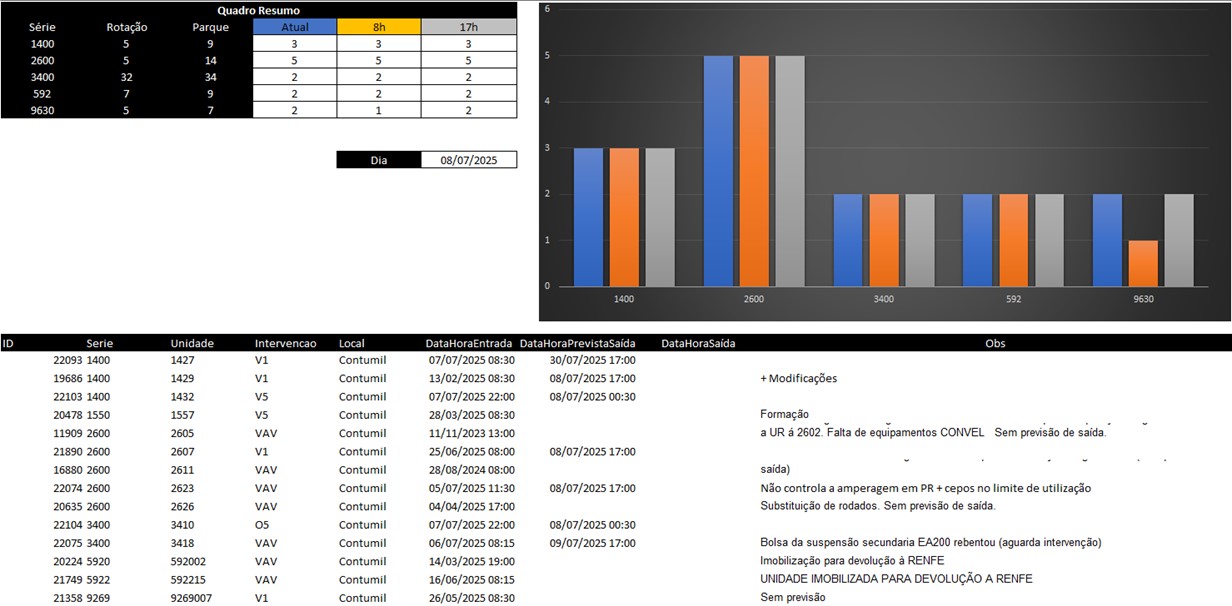 Quadro Resumo
Série Rotação Parque Atual 8h 17h
1400 5 9 3 3 3
2600 5 14 5 5 5
3400 32 34 2 2 2
592 7 9 2 2 2
9630 5 7 2 1 2
Dia 08/07/2025
6
5
4
3
2
1
0
1400 2600 3400 592 9630
ID Serie Unidade Intervencao Local DataHoraEntrada DataHoraPrevistaSaída DataHoraSaída Obs
22093 1400 1427 V1 Contumil 07/07/2025 08:30 30/07/2025 17:00
19686 1400 1429 V1 Contumil 13/02/2025 08:30 08/07/2025 17:00 + Modificações
22103 1400 1432 V5 Contumil 07/07/2025 22:00 08/07/2025 00:30
20478 1550 1557 V5 Contumil 28/03/2025 08:30 Formação
11909 2600 2605 VAV Contumil 11/11/2023 13:00 a UR á 2602. Falta de equipamentos CONVEL Sem previsão de saída.
21890 2600 2607 V1 Contumil 25/06/2025 08:00 08/07/2025 17:00
16880 2600 2611 VAV Contumil 28/08/2024 08:00 saída)
22074 2600 2623 VAV Contumil 05/07/2025 11:30 08/07/2025 17:00 Não controla a amperagem em PR + cepos no limite de utilização
20635 2600 2626 VAV Contumil 04/04/2025 17:00 Substituição de rodados. Sem previsão de saída.
22104 3400 3410 O5 Contumil 07/07/2025 22:00 08/07/2025 00:30
22075 3400 3418 VAV Contumil 06/07/2025 08:15 09/07/2025 17:00 Bolsa da suspensão secundaria EA200 rebentou (aguarda intervenção)
20224 5920 592002 VAV Contumil 14/03/2025 19:00 Imobilização para devolução à RENFE
21749 5922 592215 VAV Contumil 16/06/2025 08:15 UNIDADE IMOBILIZADA PARA DEVOLUÇÃO A RENFE
21358 9269 9269007 V1 Contumil 26/05/2025 08:30 Sem previsão